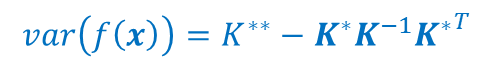 var(f(x)) = K** − K*K⁻¹K*ᵀ